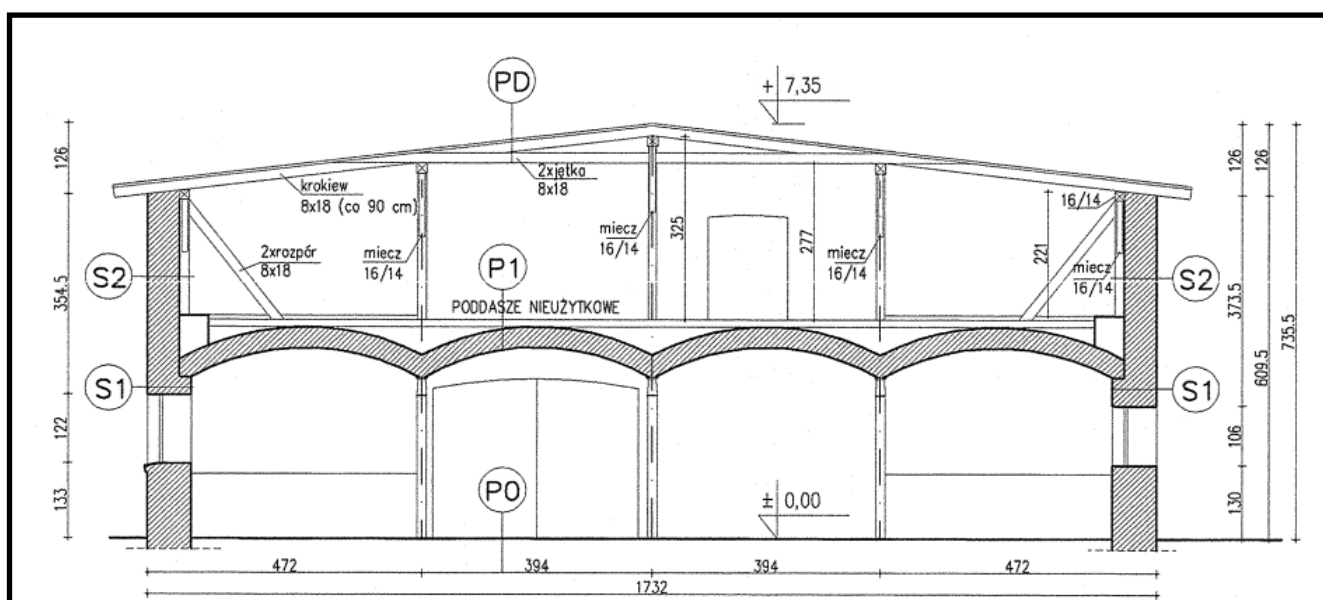 PD
+ 7,35
126
126
126
krokiew
8x18 (co 90 cm)
2xjętka
8x18
16/14
miecz
16/14
325
277
miecz
16/14
221
miecz
16/14
miecz
16/14
2xrozpór
8x18
S2
S2
P1
PODDASZE NIEUŻYTKOWE
354.5
373.5
609.5
735.5
S1
S1
122
106
P0
± 0,00
133
130
472
394
394
472
1732